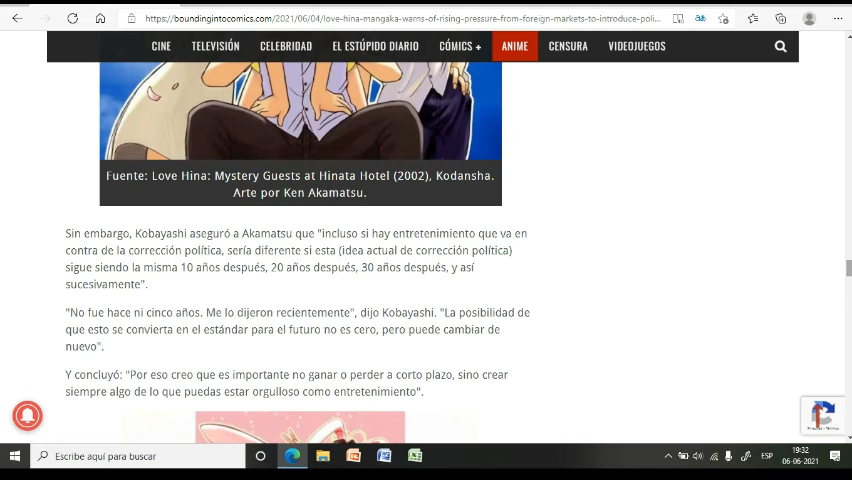 https://boundingintocomics.com/2021/06/04/love-hina-mangaka-warns-of-rising-pressure-from-foreign-markets-to-introduce-poli...
CINE TELEVISIÓN CELEBRIDAD EL ESTÚPIDO DIARIO CÓMICS + ANIME CENSURA VIDEOJUEGOS
Fuente: Love Hina: Mystery Guests at Hinata Hotel (2002), Kodansha.
Arte por Ken Akamatsu.
Sin embargo, Kobayashi aseguró a Akamatsu que "incluso si hay entretenimiento que va en
contra de la corrección política, sería diferente si esta (idea actual de corrección política)
sigue siendo la misma 10 años después, 20 años después, 30 años después, y así
sucesivamente".
"No fue hace ni cinco años. Me lo dijeron recientemente", dijo Kobayashi. "La posibilidad de
que esto se convierta en el estándar para el futuro no es cero, pero puede cambiar de
nuevo".
Y concluyó: "Por eso creo que es importante no ganar o perder a corto plazo, sino crear
siempre algo de lo que puedas estar orgulloso como entretenimiento".
Escribe aquí para buscar
ESP
19:32
06-06-2021